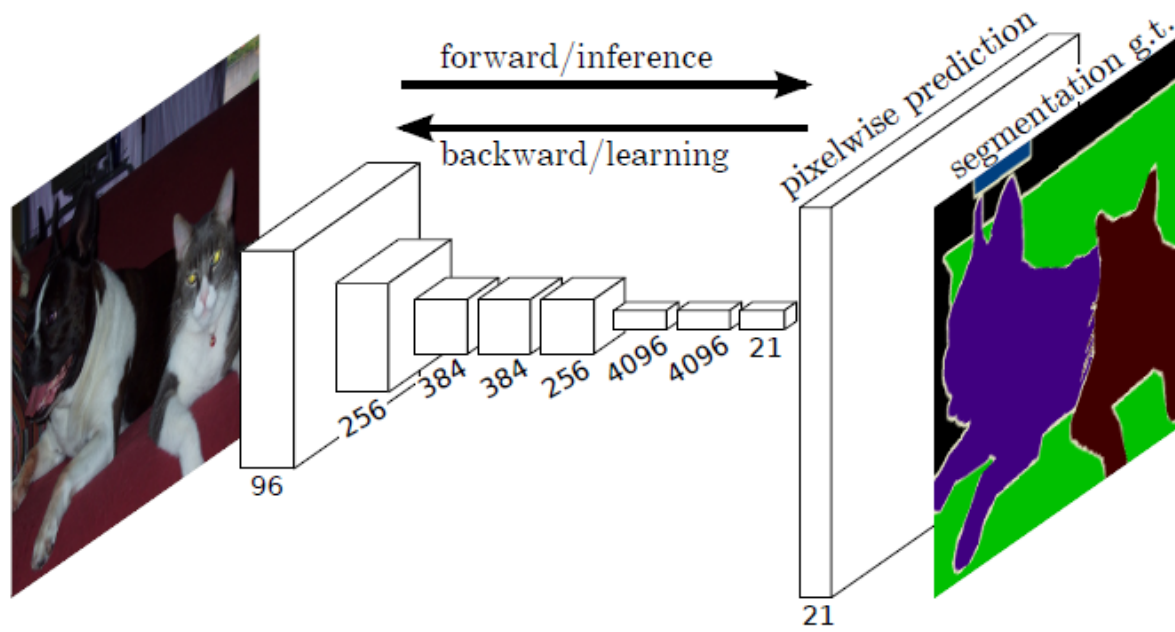 forward/inference
backward/learning
pixelwise prediction
segmentation g.t.
96
256
384
384
256
4096
4096
21
21